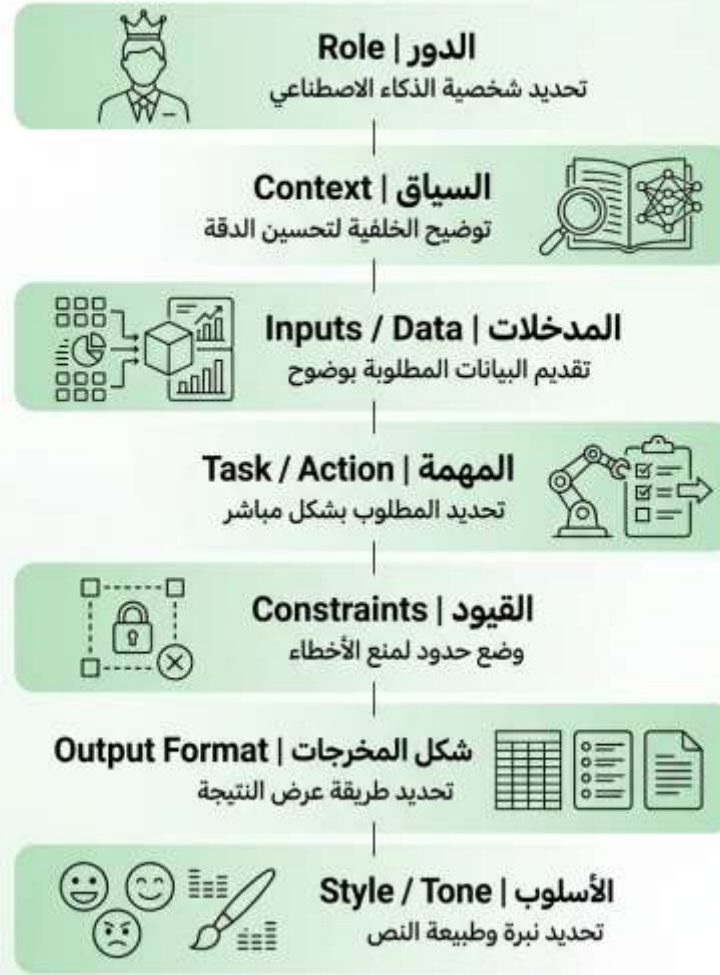 الدور | Role
تحديد شخصية الذكاء الاصطناعي
السياق | Context
توضيح الخلفية لتحسين الدقة
المدخلات | Inputs / Data
تقديم البيانات المطلوبة بوضوح
المهمة | Task / Action
تحديد المطلوب بشكل مباشر
القيود | Constraints
وضع حدود لمنع الأخطاء
شكل المخرجات | Output Format
تحديد طريقة عرض النتيجة
الأسلوب | Style / Tone
تحديد نبرة وطبيعة النص